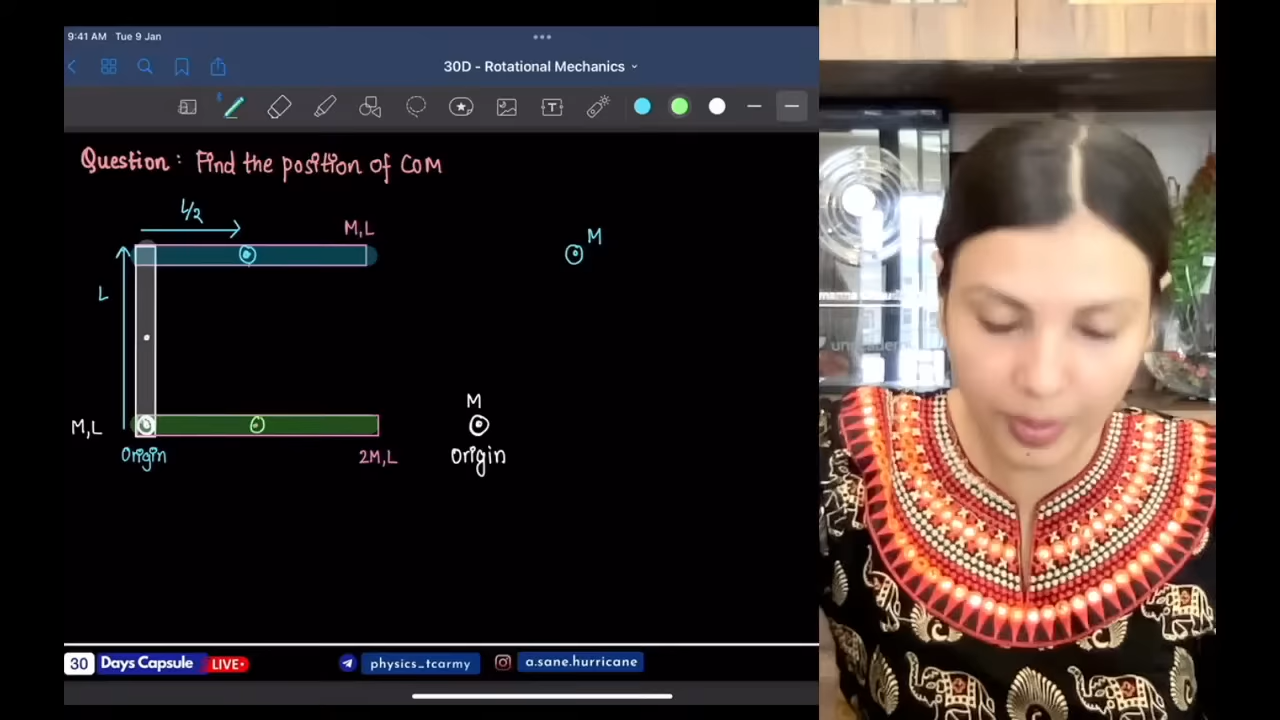 9:41 AM Tue 9 Jan
30D - Rotational Mechanics
T
Question: Find the position of COM
L/2
M,L
M
L
M
M,L
Origin
2M,L
Origin
30 Days Capsule LIVE
physics_tcarmy
a.sane.hurricane